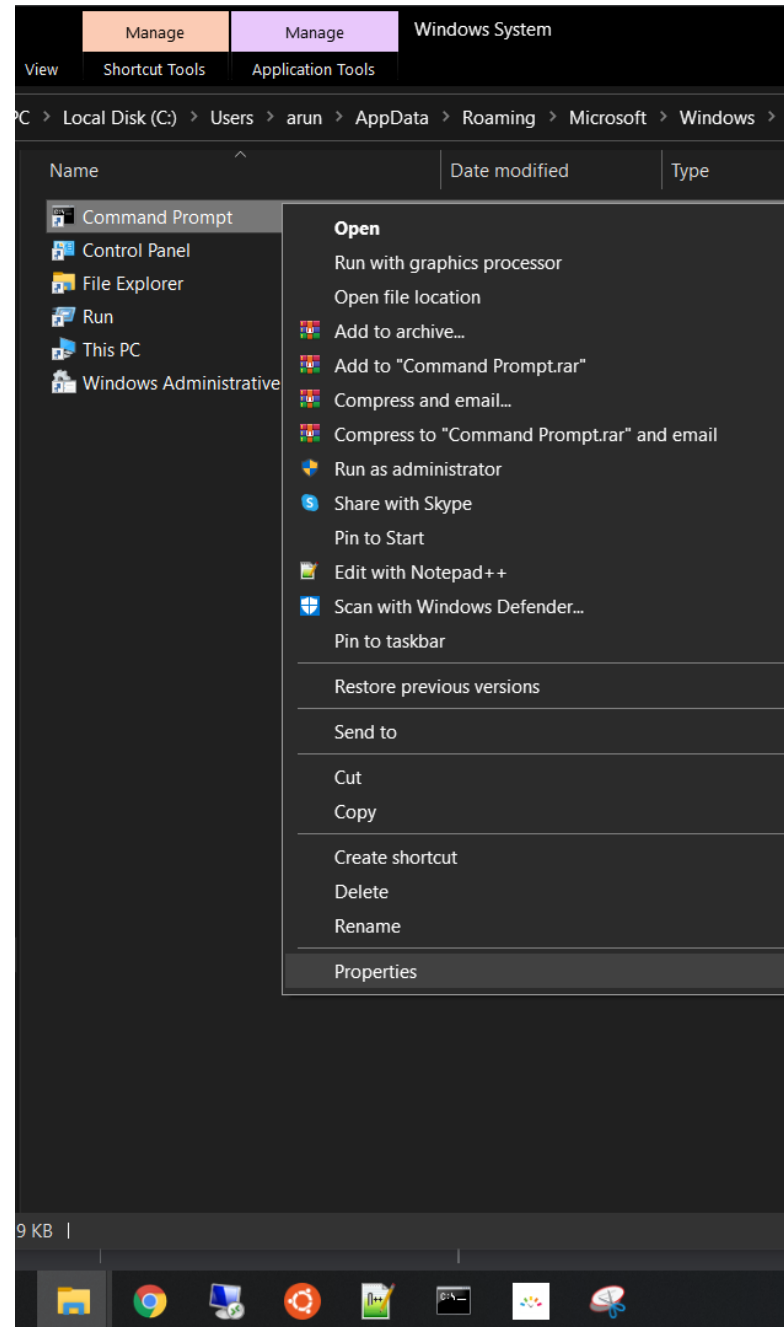 Manage Manage Windows System
View Shortcut Tools Application Tools
PC > Local Disk (C:) > Users > arun > AppData > Roaming > Microsoft > Windows >
Name Date modified Type
Command Prompt
Control Panel
File Explorer
Run
This PC
Windows Administrative
Open
Run with graphics processor
Open file location
Add to archive...
Add to "Command Prompt.rar"
Compress and email...
Compress to "Command Prompt.rar" and email
Run as administrator
Share with Skype
Pin to Start
Edit with Notepad++
Scan with Windows Defender...
Pin to taskbar
Restore previous versions
Send to
Cut
Copy
Create shortcut
Delete
Rename
Properties
9 KB